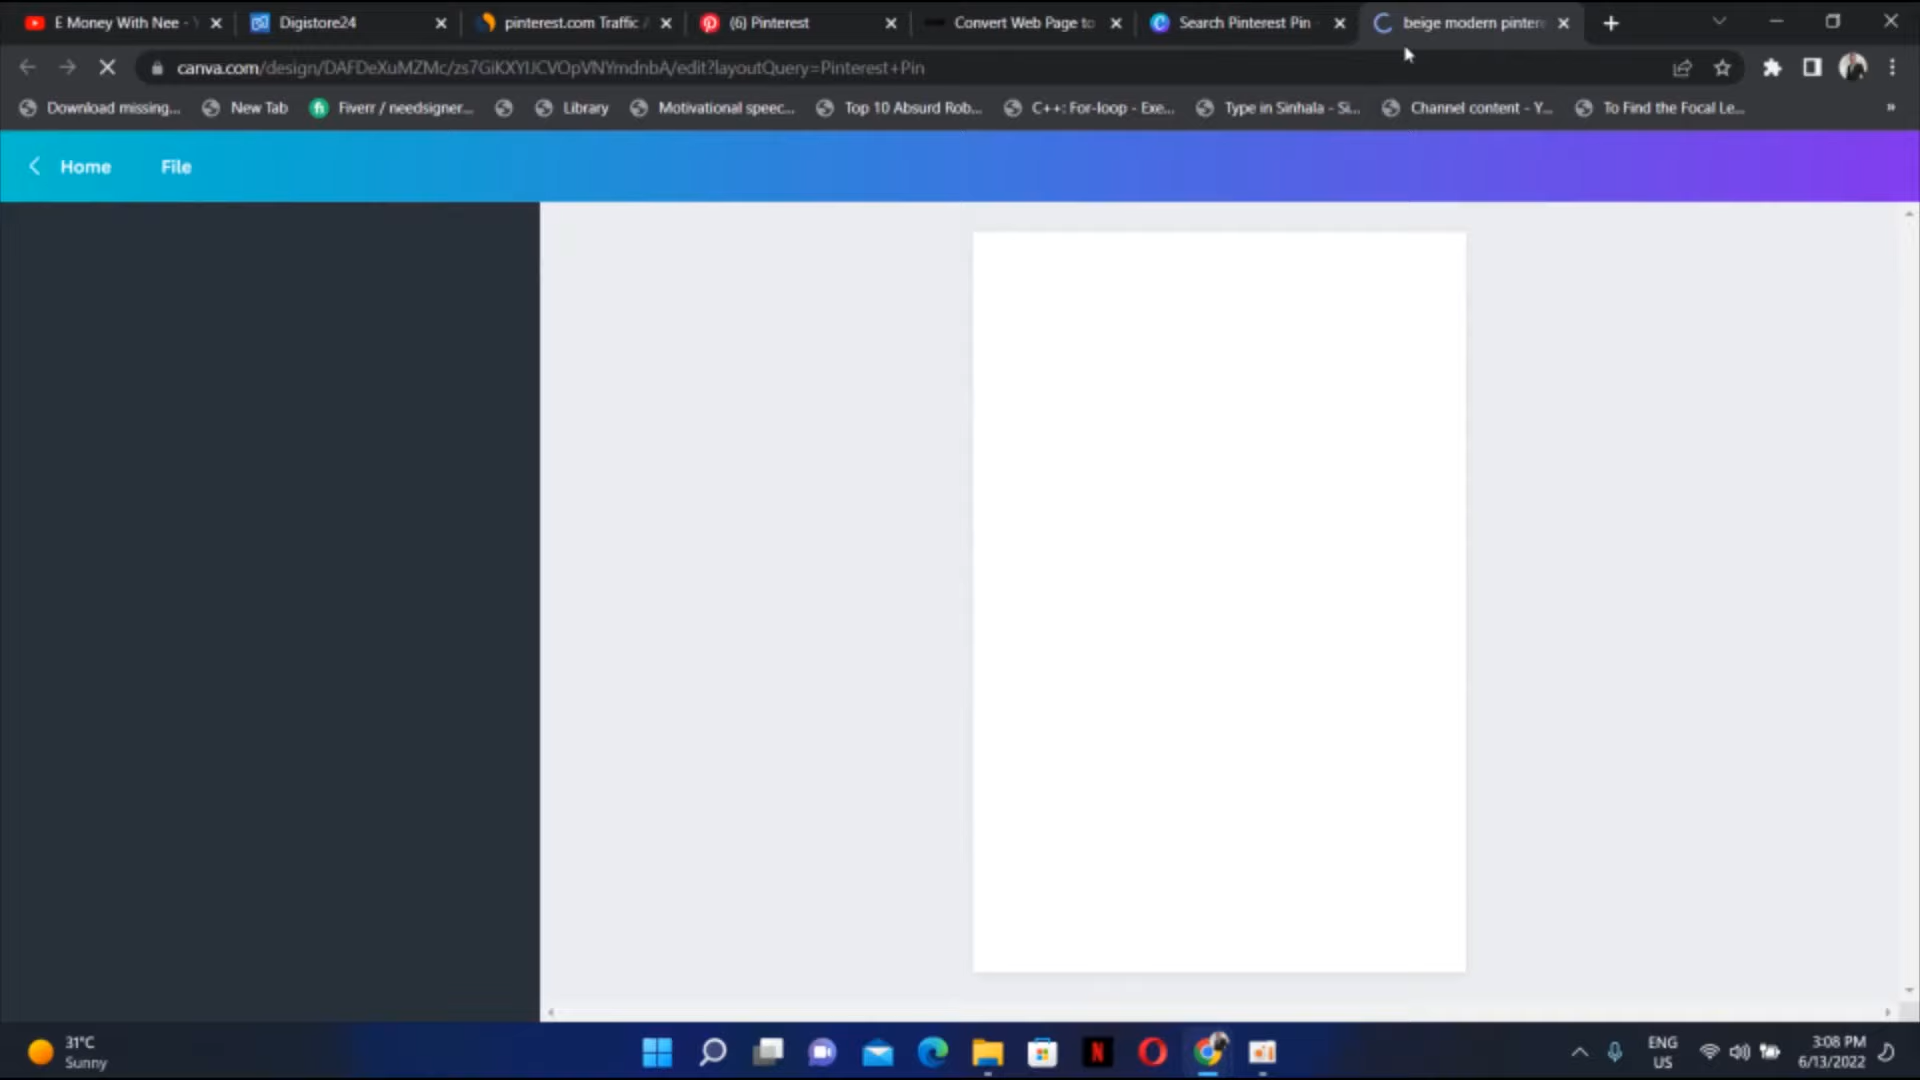 E Money With Nee -
Digistore24
pinterest.com Traffic
(6) Pinterest
Convert Web Page to
Search Pinterest Pin
beige modern pinter
canva.com/design/DAFDeXuMZMc/zs7GiKXYIJCVOpVNYmdnbA/edit?layoutQuery=Pinterest+Pin
Download missing...
New Tab
Fiverr / needsigner...
Library
Motivational speec...
Top 10 Absurd Rob...
C++: For-loop - Exe...
Type in Sinhala - Si...
Channel content - Y...
To Find the Focal Le...
»
Home
File
31°C
Sunny
ENG
US
3:08 PM
6/13/2022